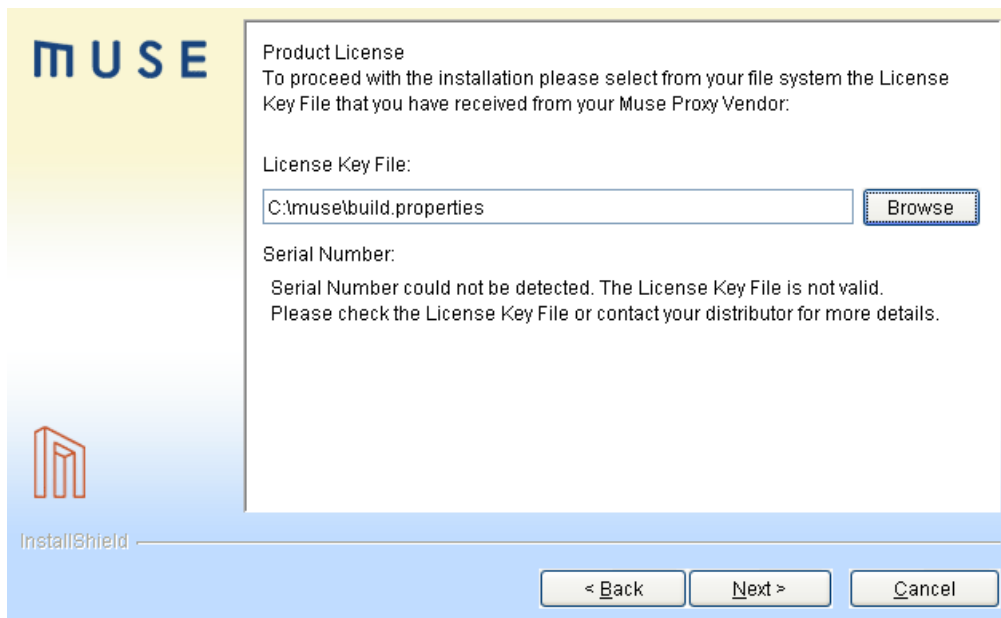 MUSE
Product License
To proceed with the installation please select from your file system the License
Key File that you have received from your Muse Proxy Vendor:
License Key File:
C:\muse\build.properties
Browse
Serial Number:
Serial Number could not be detected. The License Key File is not valid.
Please check the License Key File or contact your distributor for more details.
InstallShield
< Back
Next >
Cancel